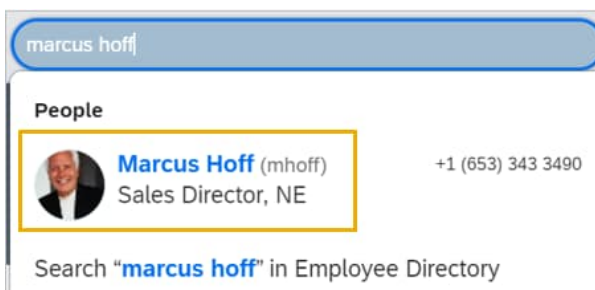 marcus hoff
People
Marcus Hoff (mhoff)
+1 (653) 343 3490
Sales Director, NE
Search “marcus hoff” in Employee Directory